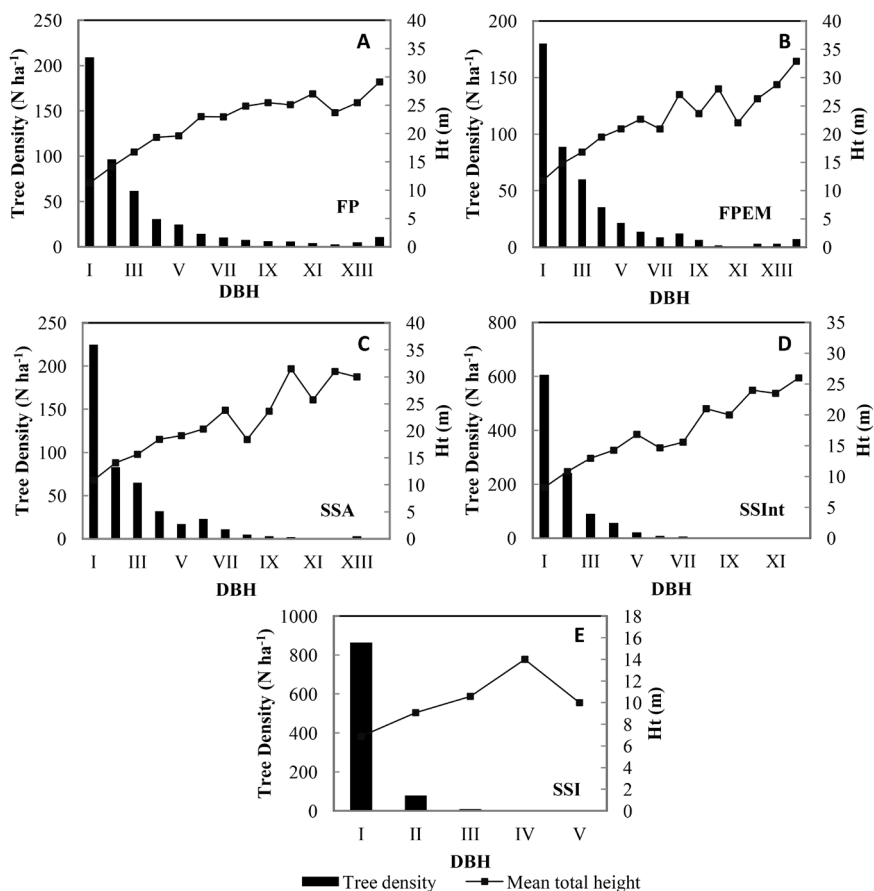 A
Tree Density (N ha⁻¹)
250
200
150
100
50
0
40
35
30
25
20
15
10
5
0
Ht (m)
FP
I III V VII IX XI XIII
DBH
B
Tree Density (N ha⁻¹)
200
150
100
50
0
40
35
30
25
20
15
10
5
0
Ht (m)
FPEM
I III V VII IX XI XIII
DBH
C
Tree Density (N ha⁻¹)
250
200
150
100
50
0
40
35
30
25
20
15
10
5
0
Ht (m)
SSA
I III V VII IX XI XIII
DBH
D
Tree Density (N ha⁻¹)
800
600
400
200
0
35
30
25
20
15
10
5
0
Ht (m)
SSInt
I III V VII IX XI
DBH
E
Tree Density (N ha⁻¹)
1000
800
600
400
200
0
18
16
14
12
10
8
6
4
2
0
Ht (m)
SSI
I II III IV V
DBH
Tree density Mean total height